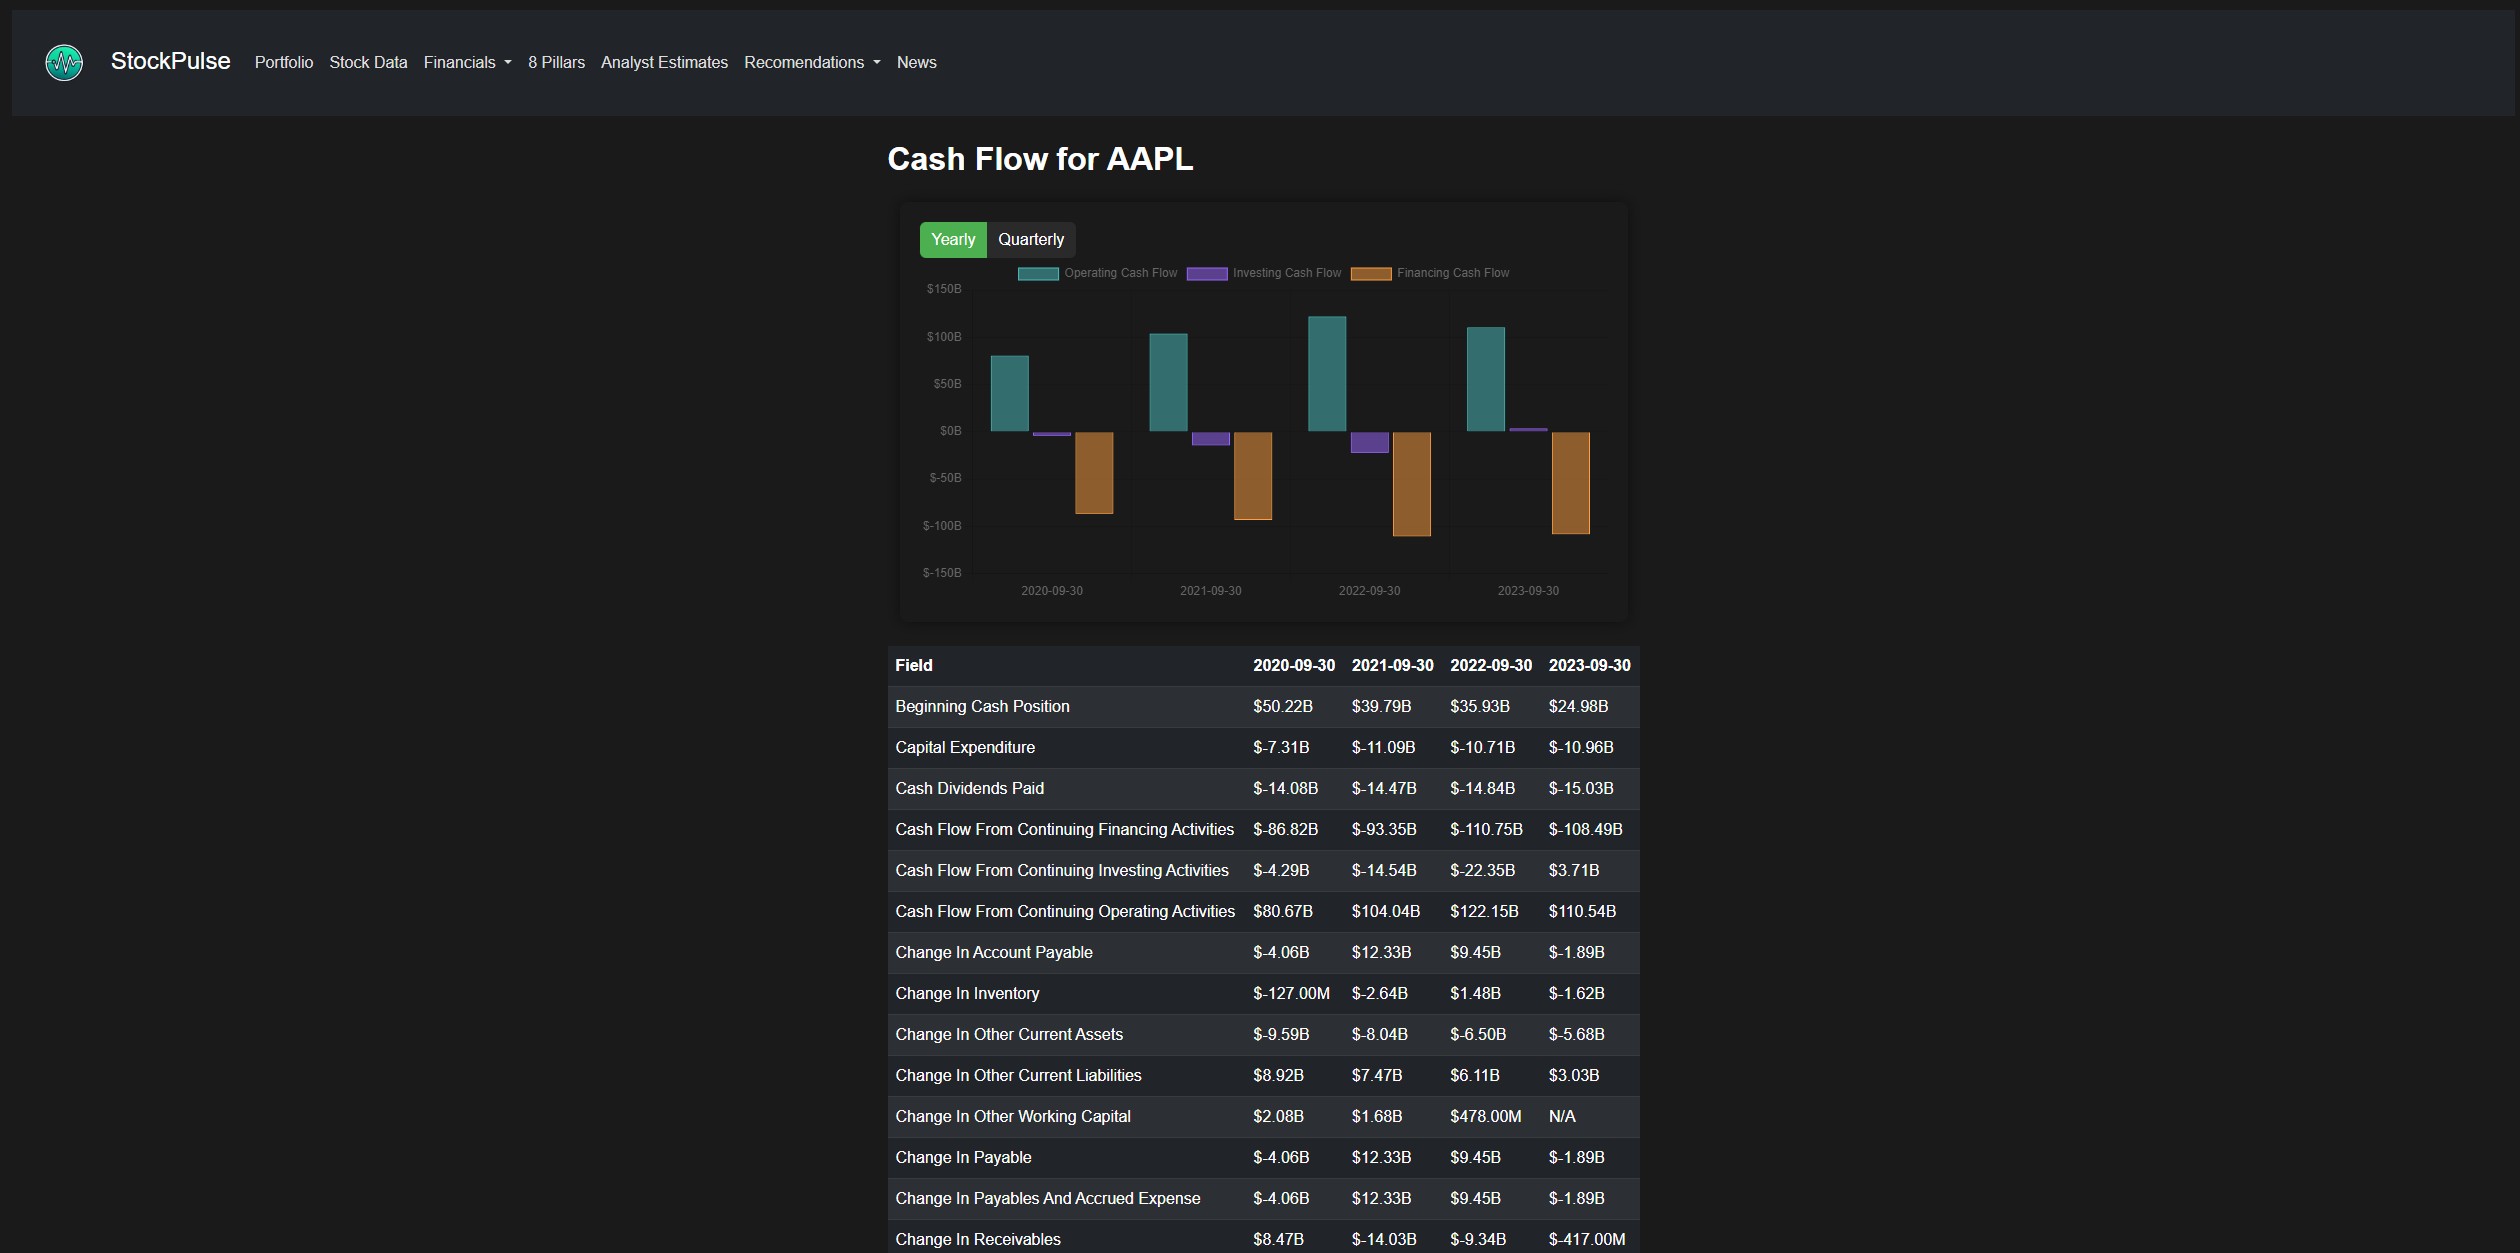 StockPulse Portfolio Stock Data Financials 8 Pillars Analyst Estimates Recomendations News
Cash Flow for AAPL
Yearly Quarterly
Operating Cash Flow Investing Cash Flow Financing Cash Flow
$150B
$100B
$50B
$0B
$-50B
$-100B
$-150B
2020-09-30 2021-09-30 2022-09-30 2023-09-30
Field 2020-09-30 2021-09-30 2022-09-30 2023-09-30
Beginning Cash Position $50.22B $39.79B $35.93B $24.98B
Capital Expenditure $-7.31B $-11.09B $-10.71B $-10.96B
Cash Dividends Paid $-14.08B $-14.47B $-14.84B $-15.03B
Cash Flow From Continuing Financing Activities $-86.82B $-93.35B $-110.75B $-108.49B
Cash Flow From Continuing Investing Activities $-4.29B $-14.54B $-22.35B $3.71B
Cash Flow From Continuing Operating Activities $80.67B $104.04B $122.15B $110.54B
Change In Account Payable $-4.06B $12.33B $9.45B $-1.89B
Change In Inventory $-127.00M $-2.64B $1.48B $-1.62B
Change In Other Current Assets $-9.59B $-8.04B $-6.50B $-5.68B
Change In Other Current Liabilities $8.92B $7.47B $6.11B $3.03B
Change In Other Working Capital $2.08B $1.68B $478.00M N/A
Change In Payable $-4.06B $12.33B $9.45B $-1.89B
Change In Payables And Accrued Expense $-4.06B $12.33B $9.45B $-1.89B
Change In Receivables $8.47B $-14.03B $-9.34B $-417.00M